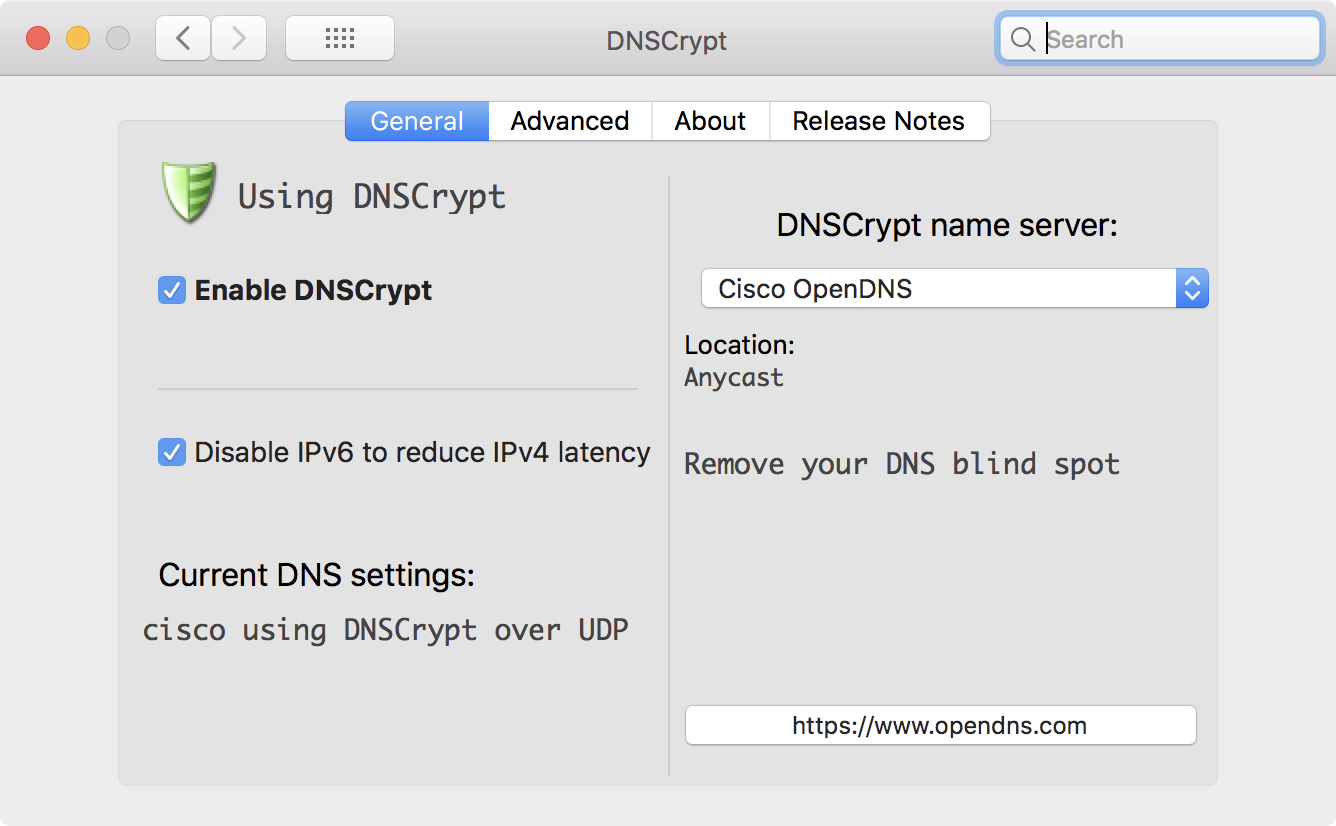 DNSCrypt
Search
General
Advanced
About
Release Notes
Using DNSCrypt
Enable DNSCrypt
Disable IPv6 to reduce IPv4 latency
Current DNS settings:
cisco using DNSCrypt over UDP
DNSCrypt name server:
Cisco OpenDNS
Location:
Anycast
Remove your DNS blind spot
https://www.opendns.com